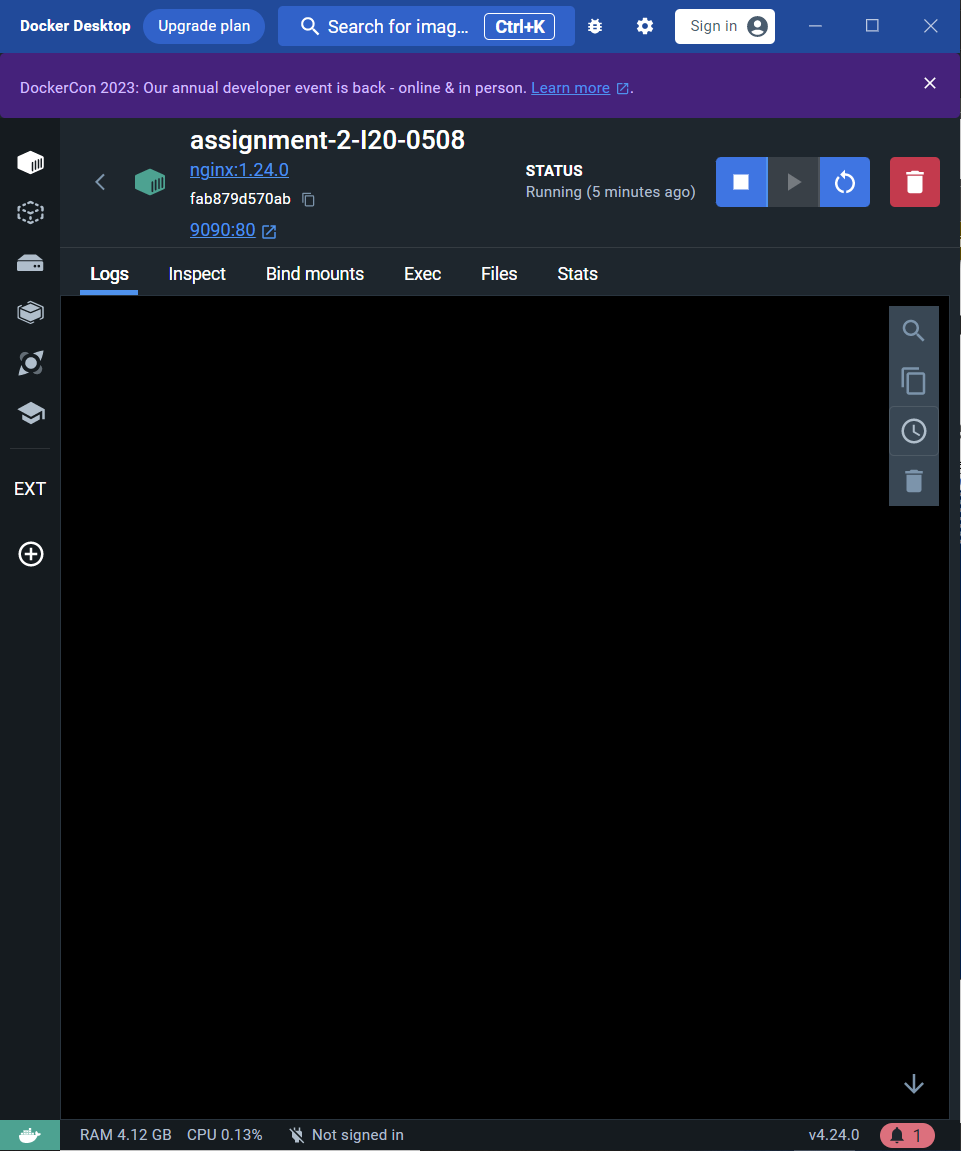 Docker Desktop Upgrade plan Search for imag... Ctrl+K Sign in
DockerCon 2023: Our annual developer event is back - online & in person. Learn more .
assignment-2-I20-0508
nginx:1.24.0
fab879d570ab
9090:80
STATUS
Running (5 minutes ago)
Logs Inspect Bind mounts Exec Files Stats
EXT
RAM 4.12 GB CPU 0.13% Not signed in v4.24.0 1